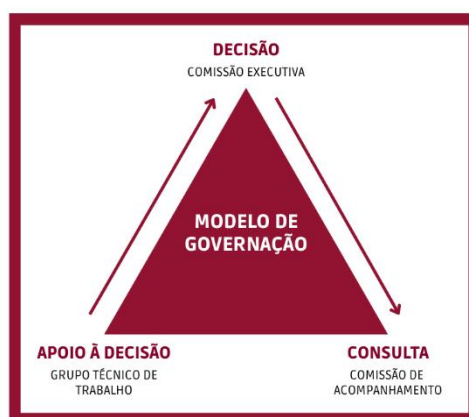 DECISÃO
COMISSÃO EXECUTIVA
MODELO DE
GOVERNAÇÃO
APOIO À DECISÃO
GRUPO TÉCNICO DE
TRABALHO
CONSULTA
COMISSÃO DE
ACOMPANHAMENTO